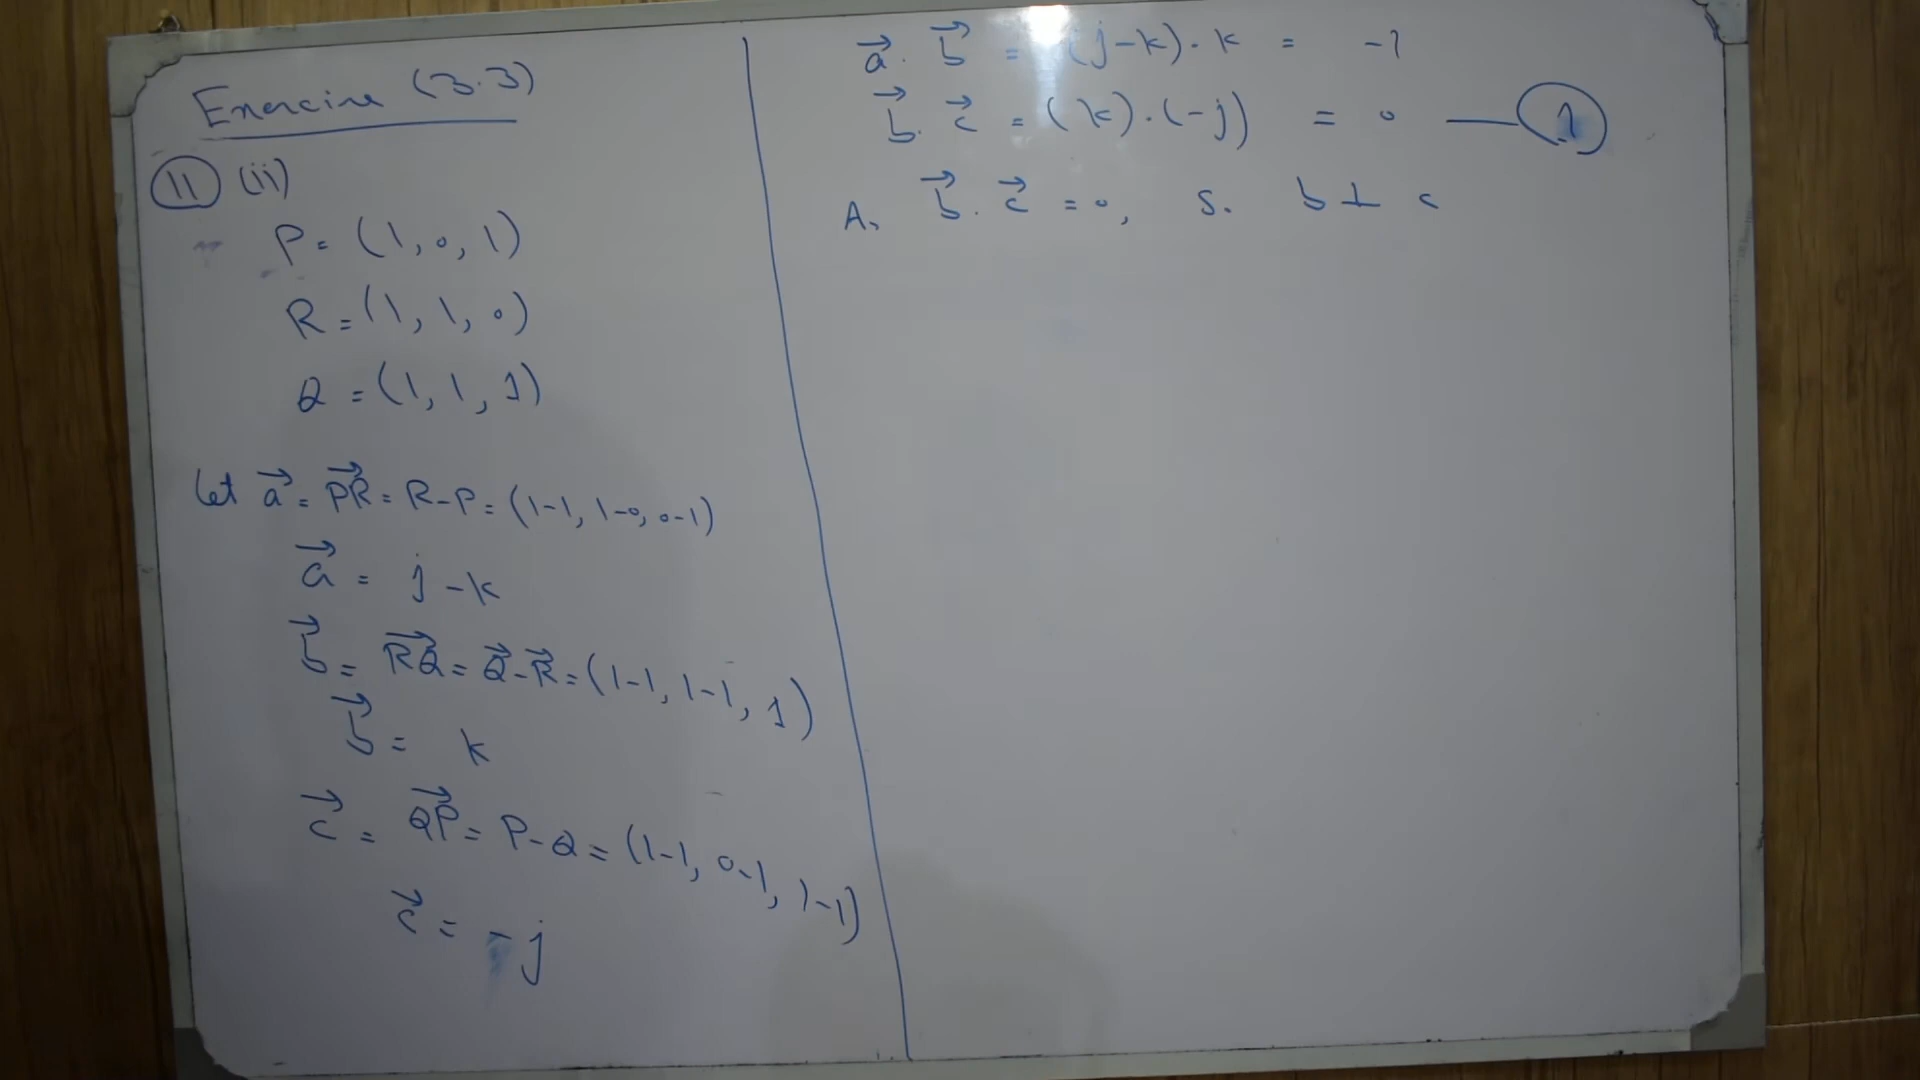 Exercise (3.3)
11 (ii)
P = (1, 0, 1)
R = (1, 1, 0)
Q = (1, 1, 1)
Let a⃗ = PR⃗ = R-P = (1-1, 1-0, 0-1)
a⃗ = j - k
b⃗ = RQ⃗ = Q⃗ - R⃗ = (1-1, 1-1, 1)
b⃗ = k
c⃗ = QP⃗ = P-Q = (1-1, 0-1, 1-1)
c⃗ = -j
a⃗ . b⃗ = (j-k) . k = -1
b⃗ . c⃗ = (k) . (-j) = 0 — 1
As b⃗ . c⃗ = 0, So b ⊥ c